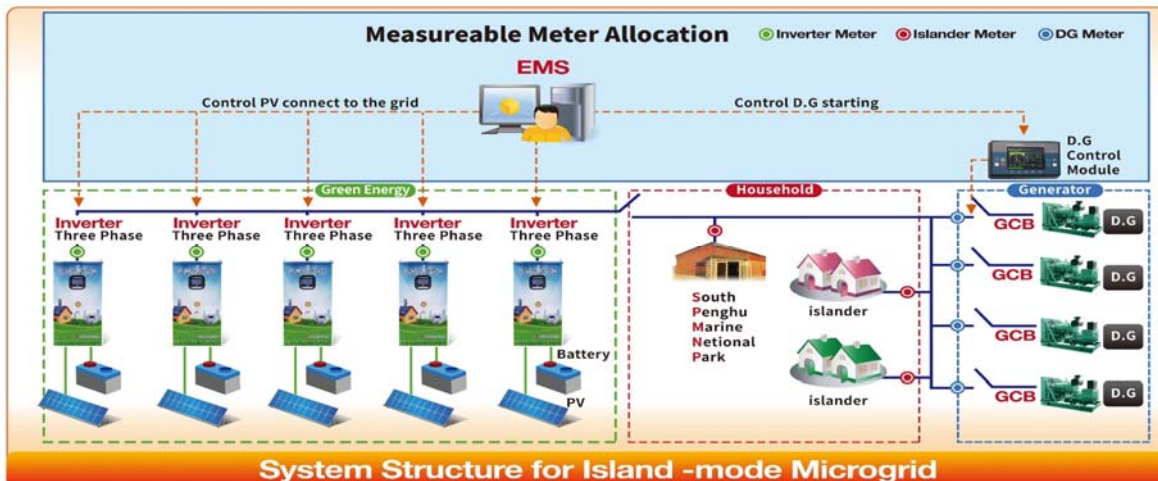 Measureable Meter Allocation
Inverter Meter
Islander Meter
DG Meter
EMS
Control PV connect to the grid
Control D.G starting
D.G
Control
Module
Green Energy
Household
Generator
Inverter
Three Phase
Inverter
Three Phase
Inverter
Three Phase
Inverter
Three Phase
Inverter
Three Phase
GCB
D.G
GCB
D.G
GCB
D.G
GCB
D.G
South
Penghu
Marine
Netional
Park
islander
islander
Battery
PV
System Structure for Island -mode Microgrid